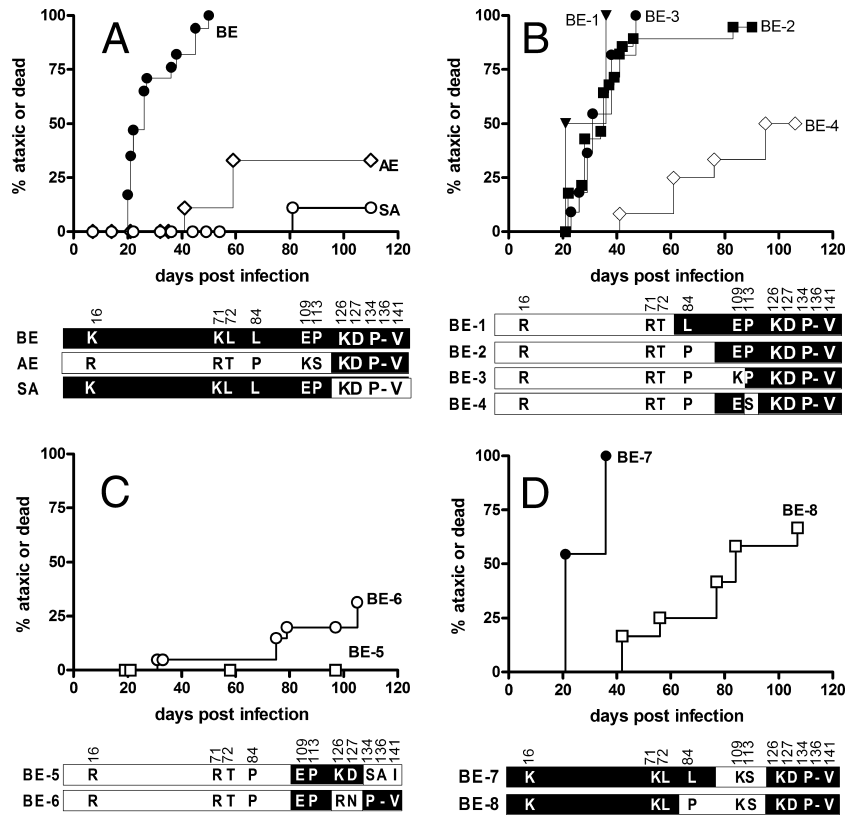 A
% ataxic or dead
100
75
50
25
0
0 20 40 60 80 100 120
days post infection
BE
AE
SA
16 71 72 84 109 113 126 127 134 136 141
BE K KL L EP KD P - V
AE R RT P KS KD P - V
SA K KL L EP KD P - V
B
% ataxic or dead
100
75
50
25
0
0 20 40 60 80 100 120
days post infection
BE-1
BE-3
BE-2
BE-4
16 71 72 84 109 113 126 127 134 136 141
BE-1 R RT L EP KD P - V
BE-2 R RT P EP KD P - V
BE-3 R RT P KP KD P - V
BE-4 R RT P ES KD P - V
C
% ataxic or dead
100
75
50
25
0
0 20 40 60 80 100 120
days post infection
BE-6
BE-5
16 71 72 84 109 113 126 127 134 136 141
BE-5 R RT P EP KD SA I
BE-6 R RT P EP RN P - V
D
% ataxic or dead
100
75
50
25
0
0 20 40 60 80 100 120
days post infection
BE-7
BE-8
16 71 72 84 109 113 126 127 134 136 141
BE-7 K KL L KS KD P - V
BE-8 K KL P KS KD P - V